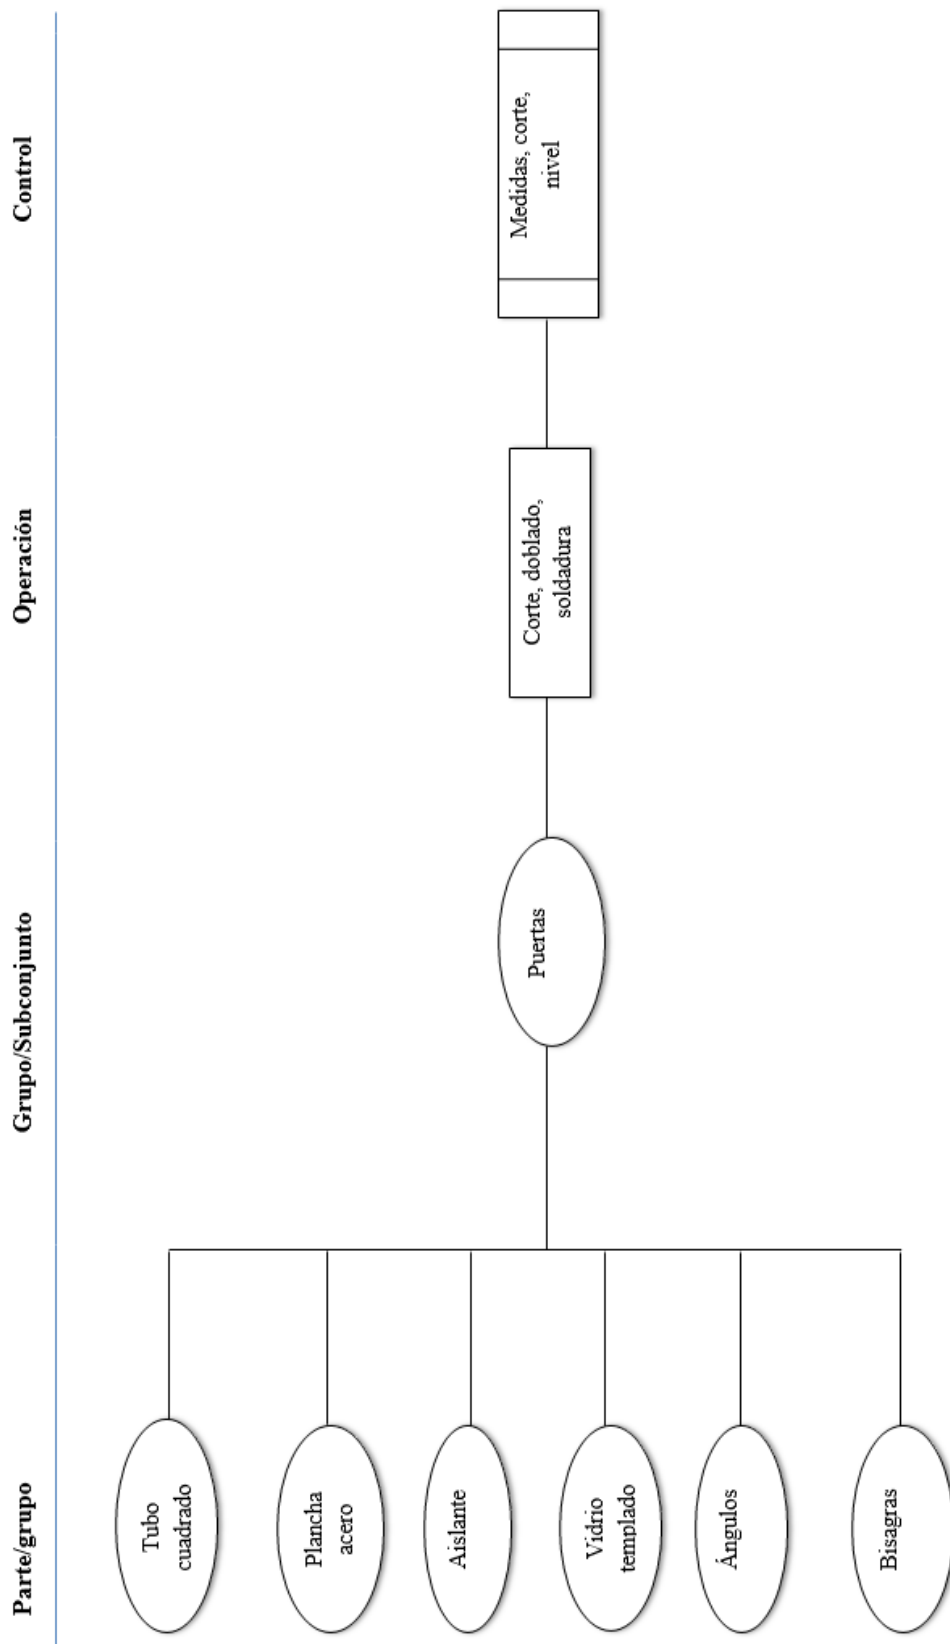 Parte/grupo
Grupo/Subconjunto
Operación
Control
Tubo
cuadrado
Plancha
acero
Aislante
Vidrio
templado
Ángulos
Bisagras
Puertas
Corte, doblado,
soldadura
Medidas, corte,
nivel